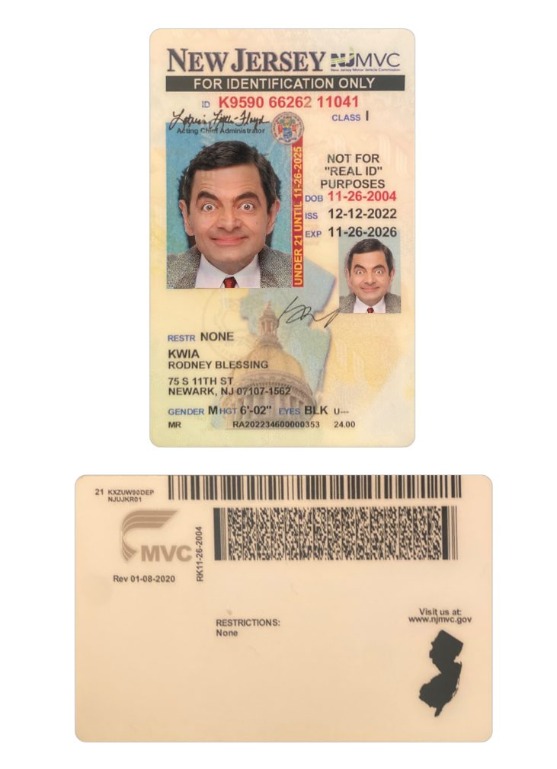 NEW JERSEY NJMVC
New Jersey Motor Vehicle Commission
FOR IDENTIFICATION ONLY
ID K9590 66262 11041
CLASS I
Acting Chief Administrator
UNDER 21 UNTIL 11-26-2025
NOT FOR
"REAL ID"
PURPOSES
DOB 11-26-2004
ISS 12-12-2022
EXP 11-26-2026
RESTR NONE
KWIA
RODNEY BLESSING
75 S 11TH ST
NEWARK, NJ 07107-1562
GENDER M HGT 6'-02" EYES BLK U---
MR RA202234600000353 24.00
21 KXZUW90DEP
NJUJKR01
MVC
Rev 01-08-2020
RK11-26-2004
RESTRICTIONS:
None
Visit us at:
www.njmvc.gov